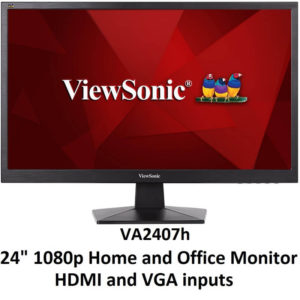 ViewSonic®
ViewSonic
VA2407h
24" 1080p Home and Office Monitor
HDMI and VGA inputs